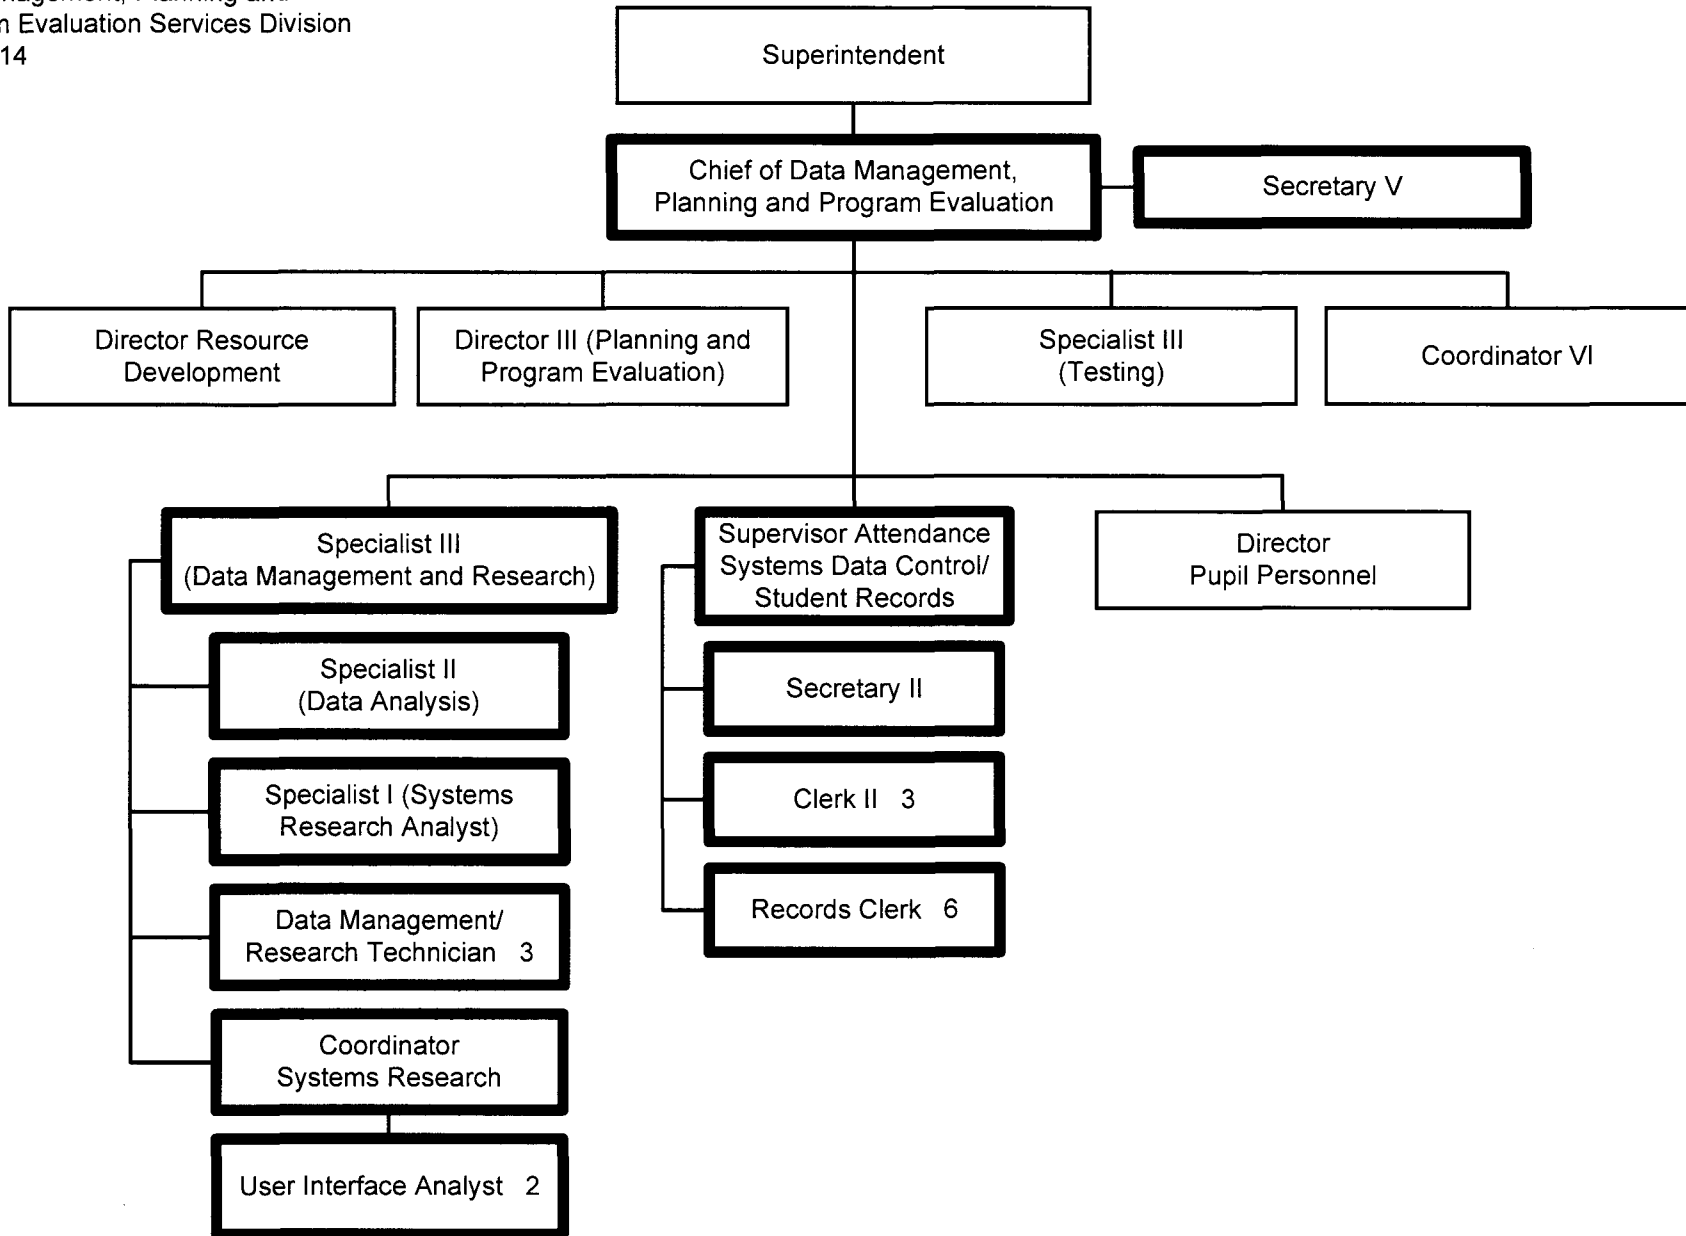 Evaluation Services Division
14
Superintendent
Chief of Data Management,
Planning and Program Evaluation
Secretary V
Director Resource
Development
Director III (Planning and
Program Evaluation)
Specialist III
(Testing)
Coordinator VI
Specialist III
(Data Management and Research)
Supervisor Attendance
Systems Data Control/
Student Records
Director
Pupil Personnel
Specialist II
(Data Analysis)
Secretary II
Specialist I (Systems
Research Analyst)
Clerk II 3
Data Management/
Research Technician 3
Records Clerk 6
Coordinator
Systems Research
User Interface Analyst 2